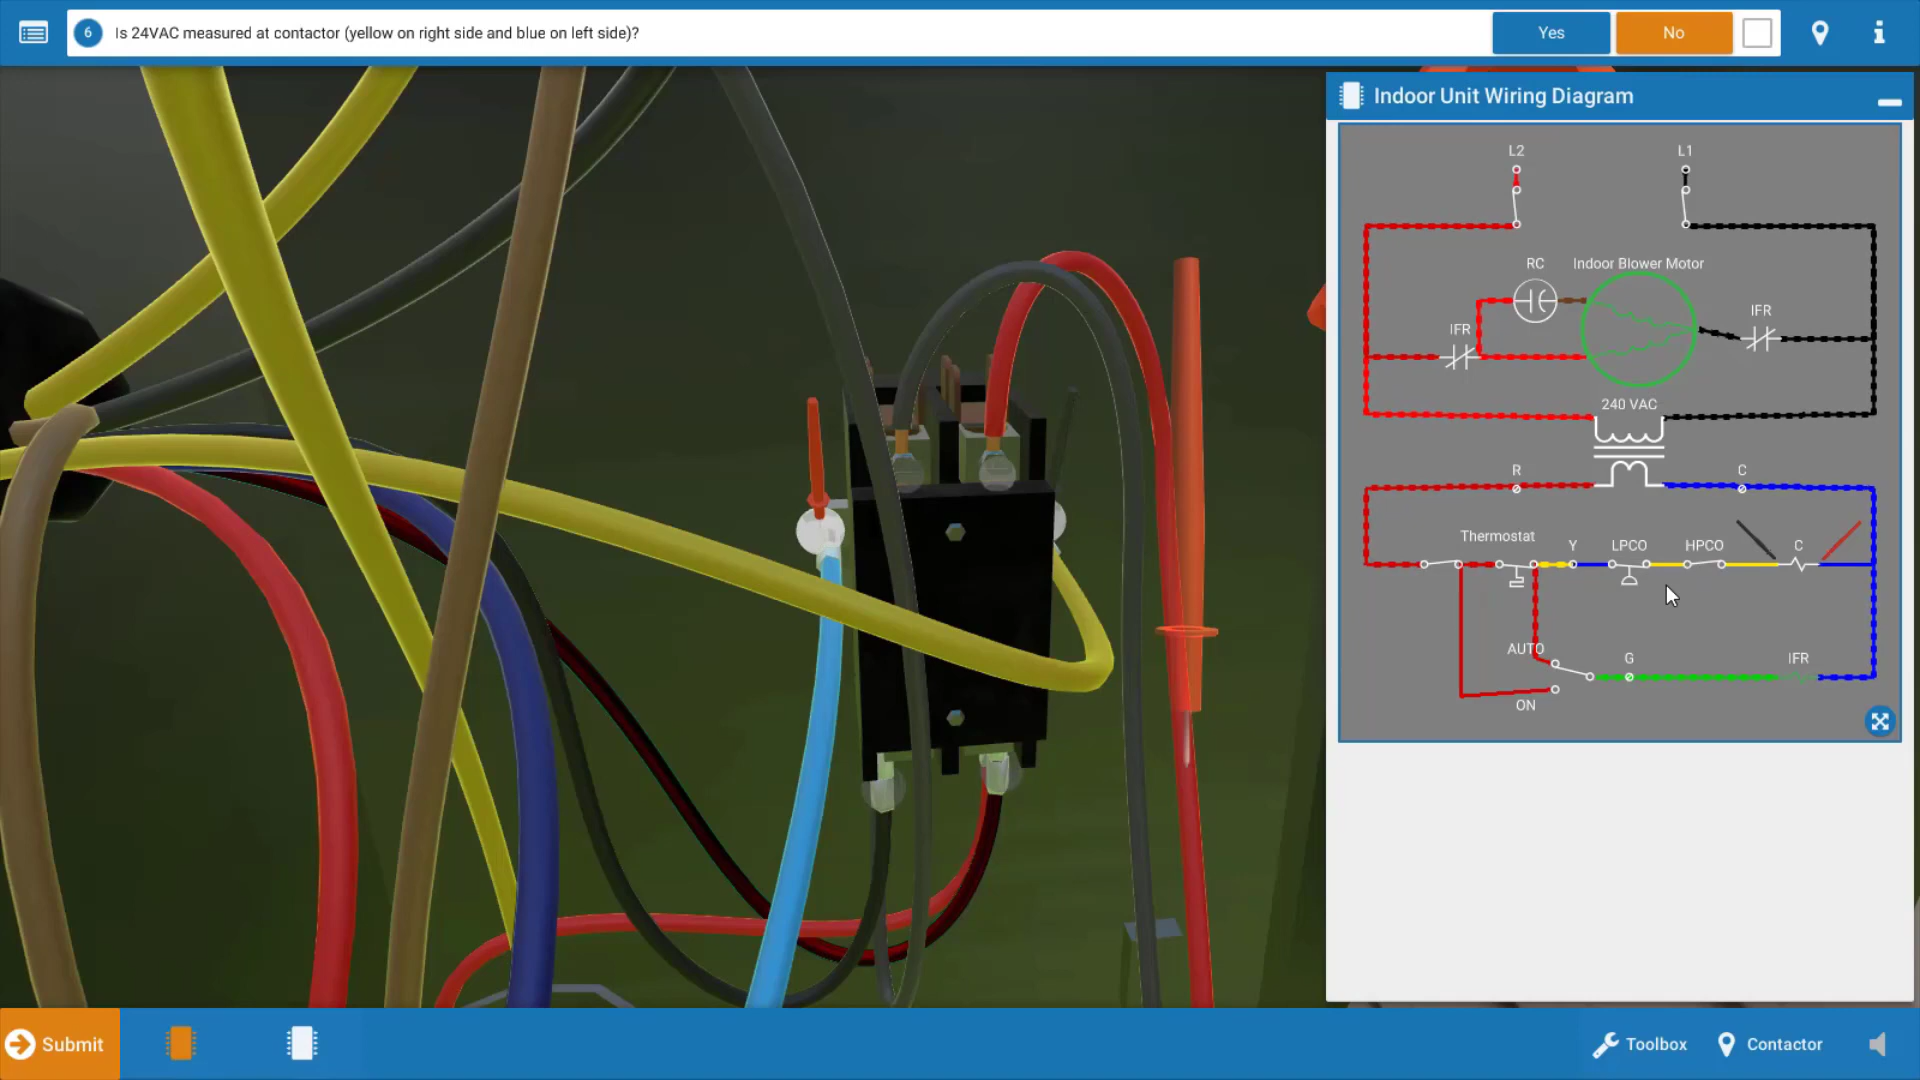 6 Is 24VAC measured at contactor (yellow on right side and blue on left side)? Yes No
Indoor Unit Wiring Diagram
L2 L1
RC Indoor Blower Motor
IFR IFR
240 VAC
R C
Thermostat Y LPCO HPCO C
AUTO G IFR
ON
Submit Toolbox Contactor